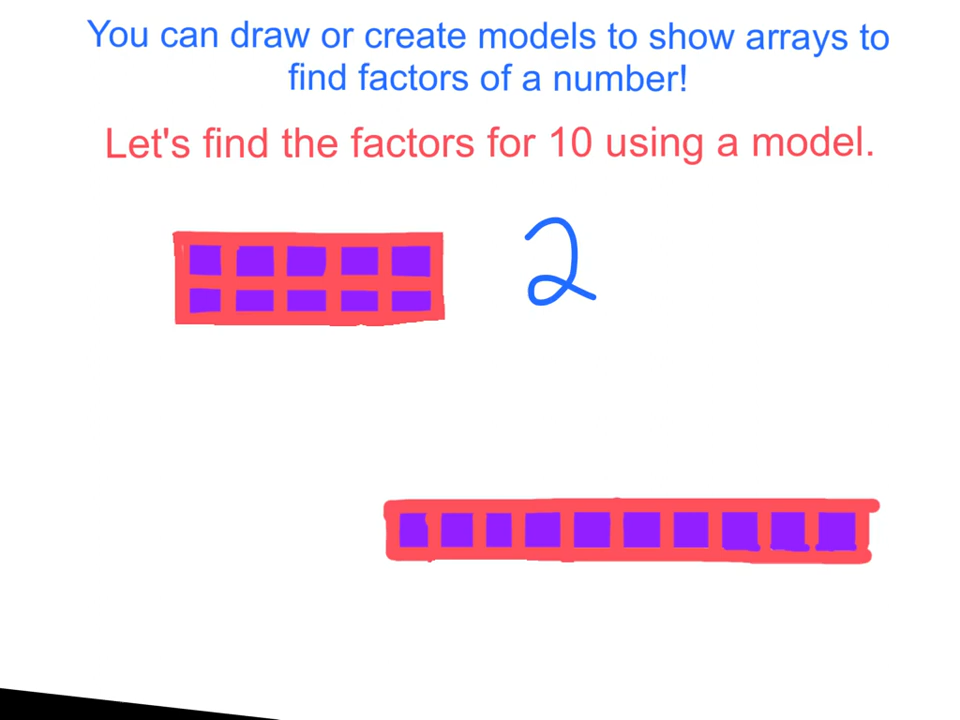 You can draw or create models to show arrays to
find factors of a number!
Let's find the factors for 10 using a model.
2